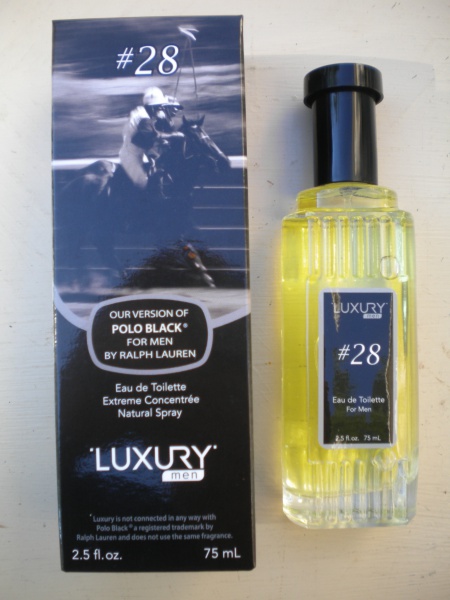 #28
OUR VERSION OF
POLO BLACK®
FOR MEN
BY RALPH LAUREN
Eau de Toilette
Extreme Concentrée
Natural Spray
*LUXURY*
men
*Luxury is not connected in any way with
Polo Black® a registered trademark by
Ralph Lauren and does not use the same fragrance.
2.5 fl.oz. 75 mL
LUXURY
men
#28
Eau de Toilette
For Men
2.5 fl oz. 75 mL